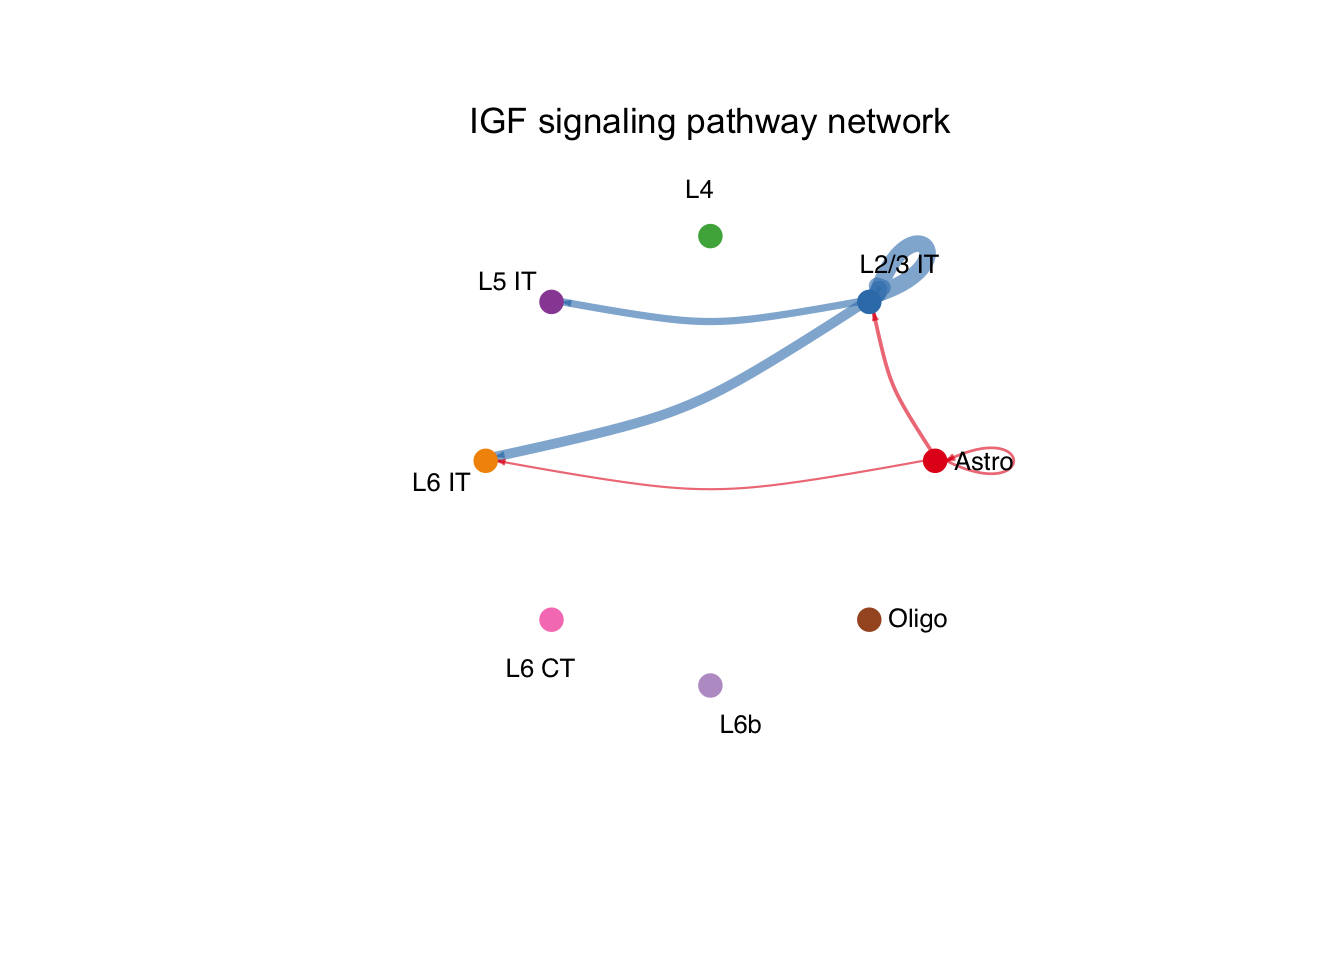 IGF signaling pathway network
L4
L2/3 IT
L5 IT
Astro
L6 IT
Oligo
L6 CT
L6b